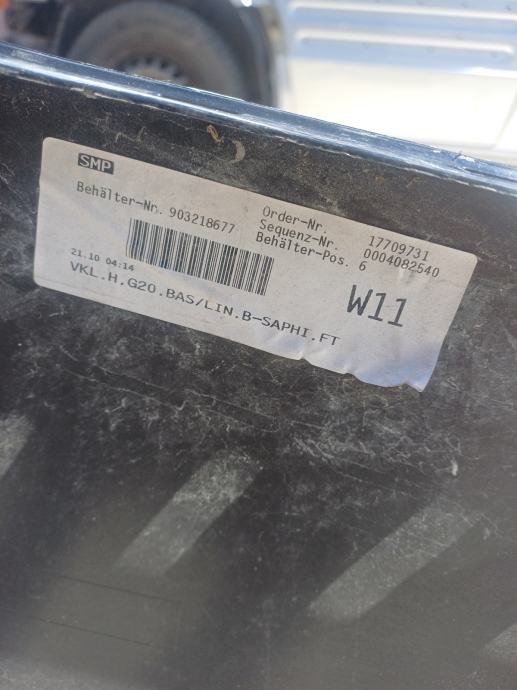 SMP
Behälter-Nr. 903218677
Order-Nr. 17709731
Sequenz-Nr. 0004082540
Behälter-Pos. 6
21.10 04:14
W11
VKL.H.G20.BAS/LIN.B-SAPHI.FT